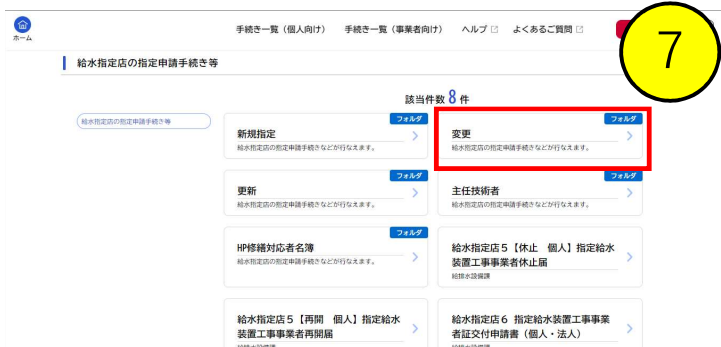 ホーム
手続き一覧（個人向け） 手続き一覧（事業者向け） ヘルプ よくあるご質問
7
給水指定店の指定申請手続き等
該当件数 8 件
給水指定店の指定申請手続き等
フォルダ
新規指定
給水指定店の指定申請手続きなどが行なえます。
フォルダ
変更
給水指定店の指定申請手続きなどが行なえます。
フォルダ
更新
給水指定店の指定申請手続きなどが行なえます。
フォルダ
主任技術者
給水指定店の指定申請手続きなどが行なえます。
フォルダ
HP修繕対応者名簿
給水指定店の指定申請手続きなどが行なえます。
給水指定店５【休止　個人】指定給水
装置工事事業者休止届
給排水設備課
給水指定店５【再開　個人】指定給水
装置工事事業者再開届
給水指定店６ 指定給水装置工事事業
者証交付申請書（個人・法人）